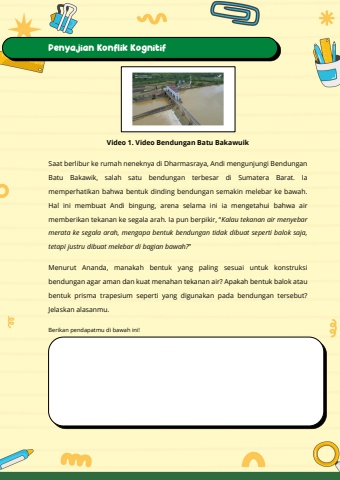 Penyajian Konflik Kognitif
Video 1. Video Bendungan Batu Bakawuik
Saat berlibur ke rumah neneknya di Dharmasraya, Andi mengunjungi Bendungan
Batu Bakawik, salah satu bendungan terbesar di Sumatera Barat. Ia
memperhatikan bahwa bentuk dinding bendungan semakin melebar ke bawah.
Hal ini membuat Andi bingung, arena selama ini ia mengetahui bahwa air
memberikan tekanan ke segala arah. Ia pun berpikir, "Kalau tekanan air menyebar
merata ke segala arah, mengapa bentuk bendungan tidak dibuat seperti balok saja,
tetapi justru dibuat melebar di bagian bawah?"
Menurut Ananda, manakah bentuk yang paling sesuai untuk konstruksi
bendungan agar aman dan kuat menahan tekanan air? Apakah bentuk balok atau
bentuk prisma trapesium seperti yang digunakan pada bendungan tersebut?
Jelaskan alasanmu.
Berikan pendapatmu di bawah ini!